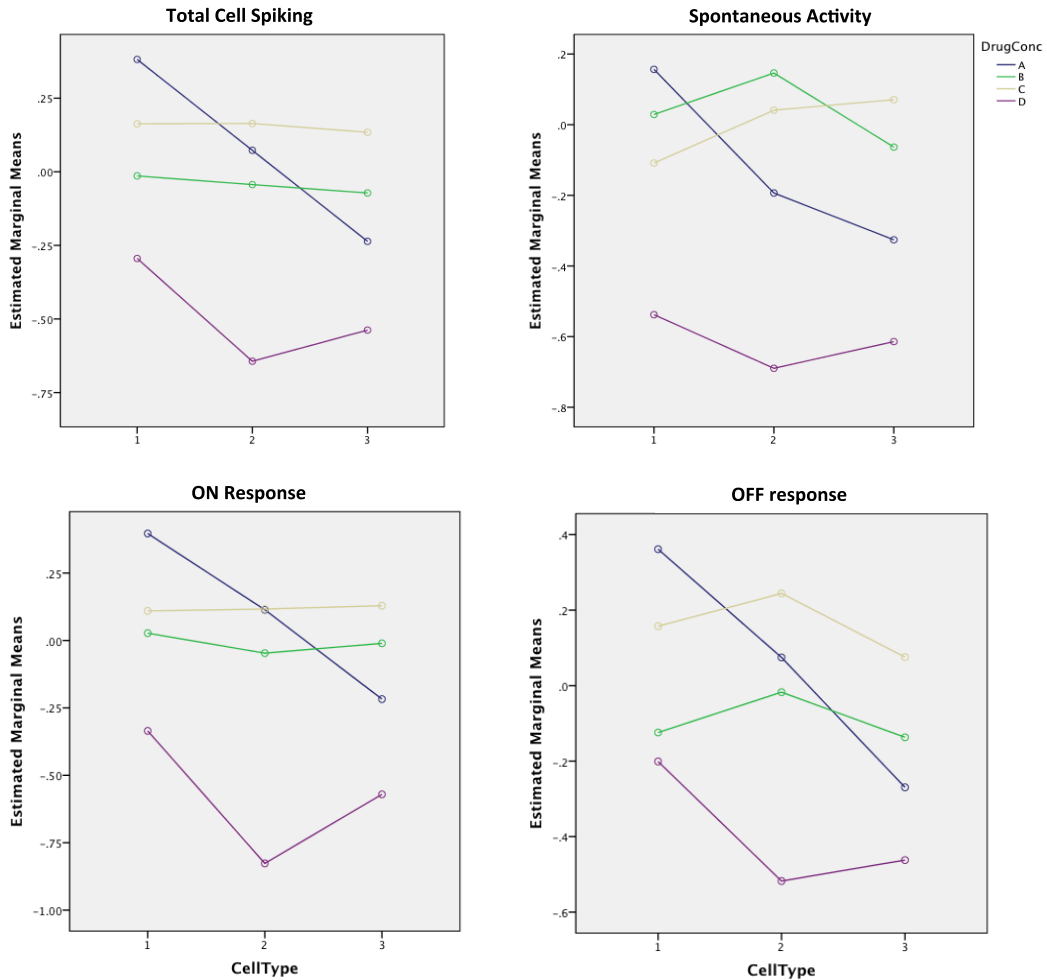 Total Cell Spiking
Estimated Marginal Means
.25
.00
-.25
-.50
-.75
1 2 3
Spontaneous Activity
Estimated Marginal Means
.2
.0
-.2
-.4
-.6
-.8
1 2 3
DrugConc
A
B
C
D
ON Response
Estimated Marginal Means
.25
.00
-.25
-.50
-.75
-1.00
1 2 3
CellType
OFF response
Estimated Marginal Means
.4
.2
.0
-.2
-.4
-.6
1 2 3
CellType